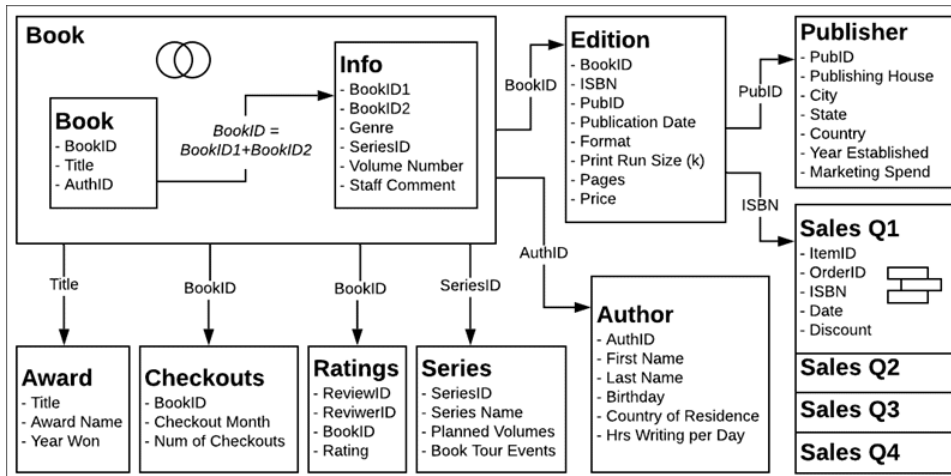 Book
Book
- BookID
- Title
- AuthID
BookID =
BookID1+BookID2
Info
- BookID1
- BookID2
- Genre
- SeriesID
- Volume Number
- Staff Comment
BookID
Edition
- BookID
- ISBN
- PubID
- Publication Date
- Format
- Print Run Size (k)
- Pages
- Price
PubID
Publisher
- PubID
- Publishing House
- City
- State
- Country
- Year Established
- Marketing Spend
ISBN
Sales Q1
- ItemID
- OrderID
- ISBN
- Date
- Discount
Sales Q2
Sales Q3
Sales Q4
Title
BookID
BookID
SeriesID
AuthID
Award
- Title
- Award Name
- Year Won
Checkouts
- BookID
- Checkout Month
- Num of Checkouts
Ratings
- ReviewID
- ReviwerID
- BookID
- Rating
Series
- SeriesID
- Series Name
- Planned Volumes
- Book Tour Events
Author
- AuthID
- First Name
- Last Name
- Birthday
- Country of Residence
- Hrs Writing per Day